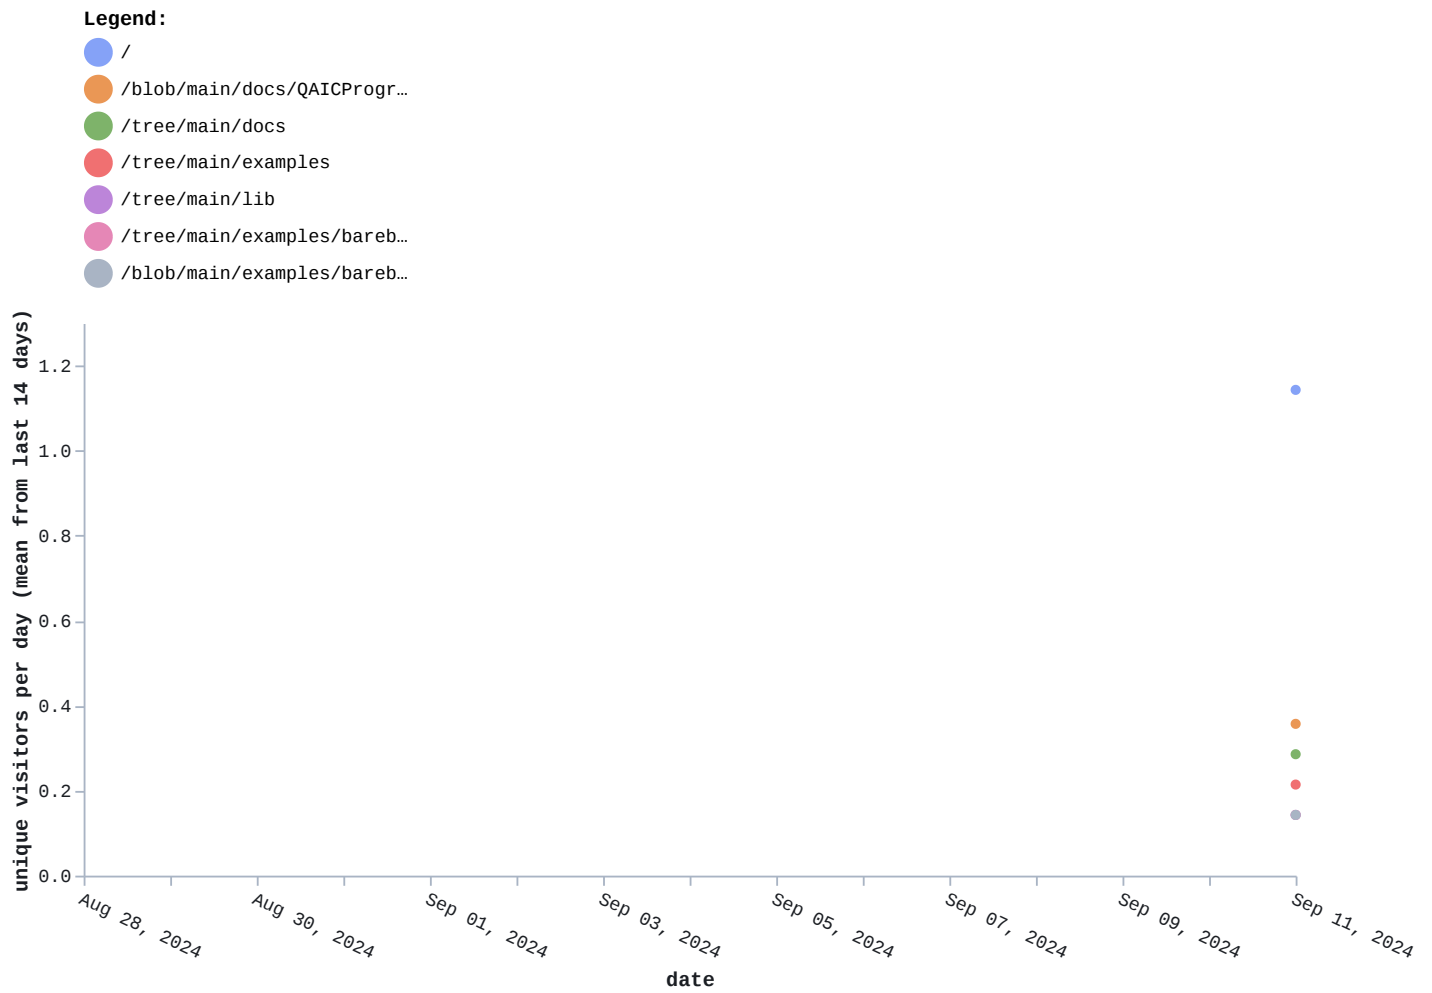 Legend:
/
/blob/main/docs/QAICProgr…
/tree/main/docs
/tree/main/examples
/tree/main/lib
/tree/main/examples/bareb…
/blob/main/examples/bareb…
unique visitors per day (mean from last 14 days)
1.2
1.0
0.8
0.6
0.4
0.2
0.0
Aug 28, 2024
Aug 30, 2024
Sep 01, 2024
Sep 03, 2024
Sep 05, 2024
Sep 07, 2024
Sep 09, 2024
Sep 11, 2024
date